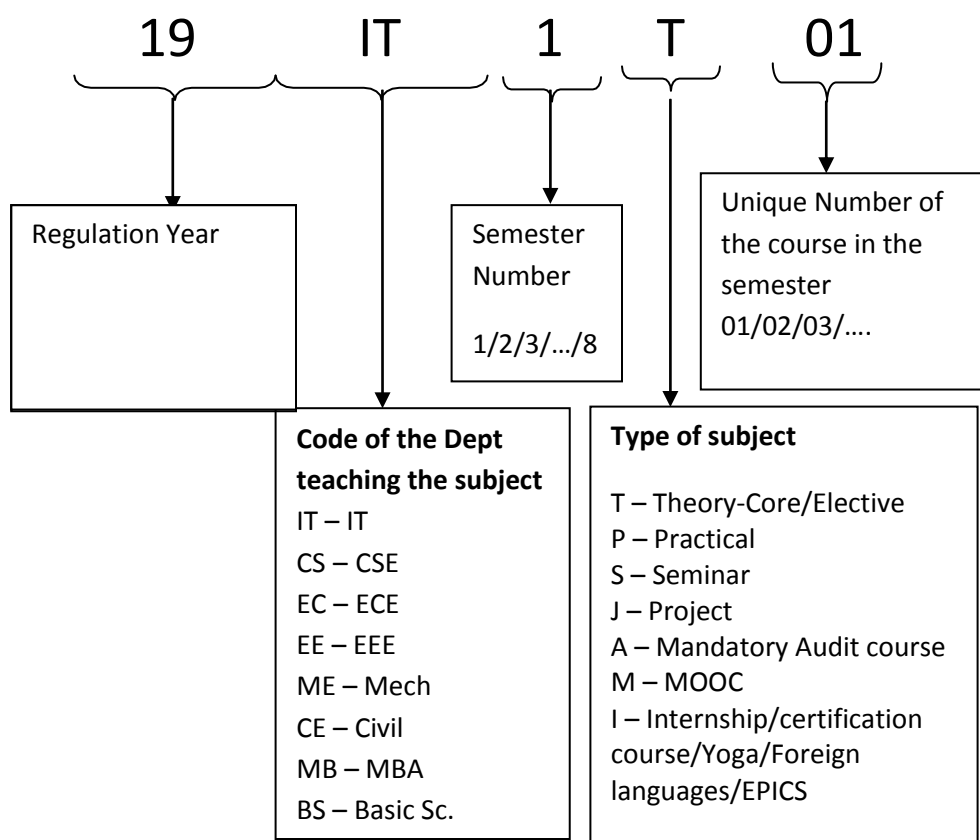 19 IT 1 T 01
Regulation Year
Semester
Number
1/2/3/…/8
Unique Number of
the course in the
semester
01/02/03/….
Code of the Dept
teaching the subject
IT – IT
CS – CSE
EC – ECE
EE – EEE
ME – Mech
CE – Civil
MB – MBA
BS – Basic Sc.
Type of subject
T – Theory-Core/Elective
P – Practical
S – Seminar
J – Project
A – Mandatory Audit course
M – MOOC
I – Internship/certification
course/Yoga/Foreign
languages/EPICS